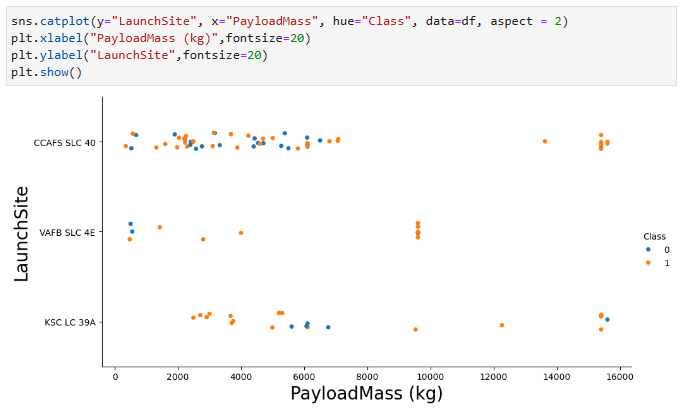 sns.catplot(y="LaunchSite", x="PayloadMass", hue="Class", data=df, aspect = 2)
plt.xlabel("PayloadMass (kg)",fontsize=20)
plt.ylabel("LaunchSite",fontsize=20)
plt.show()
CCAFS SLC 40
VAFB SLC 4E
KSC LC 39A
LaunchSite
Class
0
1
0 2000 4000 6000 8000 10000 12000 14000 16000
PayloadMass (kg)